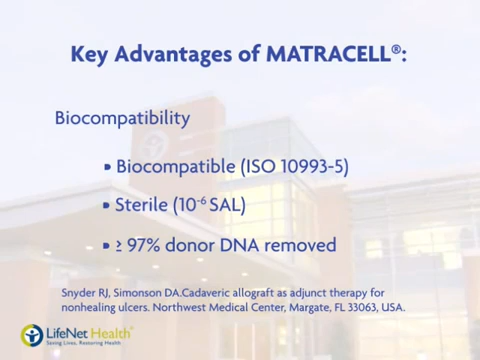 Key Advantages of MATRACELL®:
Biocompatibility
Biocompatible (ISO 10993-5)
Sterile (10⁻⁶ SAL)
≥ 97% donor DNA removed
Snyder RJ, Simonson DA.Cadaveric allograft as adjunct therapy for
nonhealing ulcers. Northwest Medical Center, Margate, FL 33063, USA.
LifeNet Health®
Saving Lives. Restoring Health.